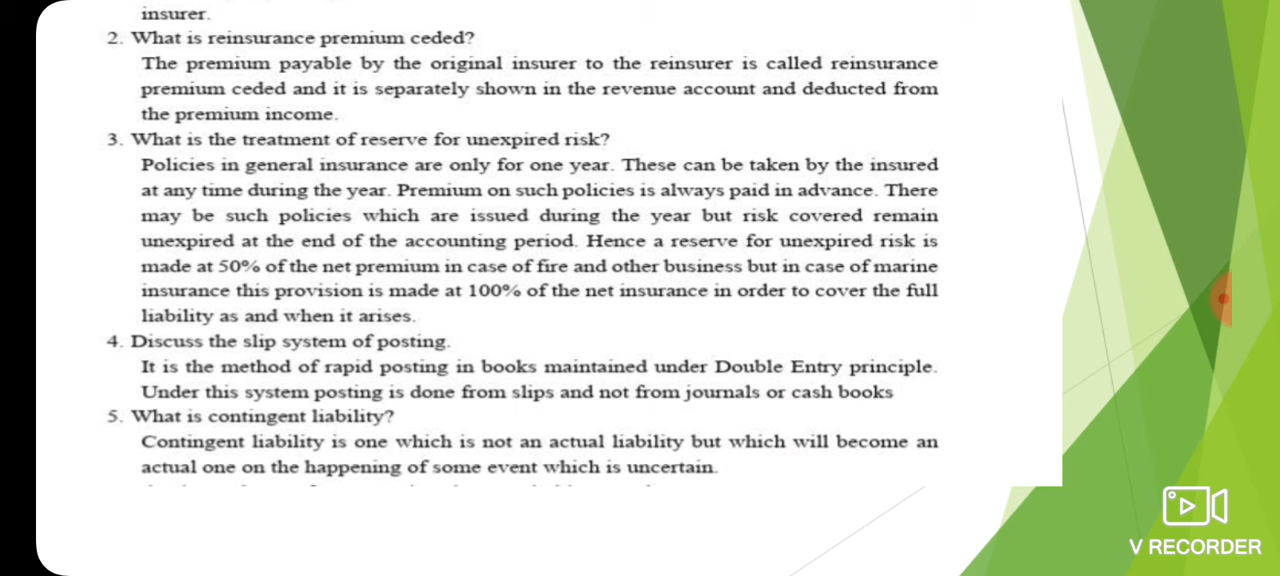 insurer.
2. What is reinsurance premium ceded?
The premium payable by the original insurer to the reinsurer is called reinsurance
premium ceded and it is separately shown in the revenue account and deducted from
the premium income.
3. What is the treatment of reserve for unexpired risk?
Policies in general insurance are only for one year. These can be taken by the insured
at any time during the year. Premium on such policies is always paid in advance. There
may be such policies which are issued during the year but risk covered remain
unexpired at the end of the accounting period. Hence a reserve for unexpired risk is
made at 50% of the net premium in case of fire and other business but in case of marine
insurance this provision is made at 100% of the net insurance in order to cover the full
liability as and when it arises.
4. Discuss the slip system of posting.
It is the method of rapid posting in books maintained under Double Entry principle.
Under this system posting is done from slips and not from journals or cash books
5. What is contingent liability?
Contingent liability is one which is not an actual liability but which will become an
actual one on the happening of some event which is uncertain.
V RECORDER